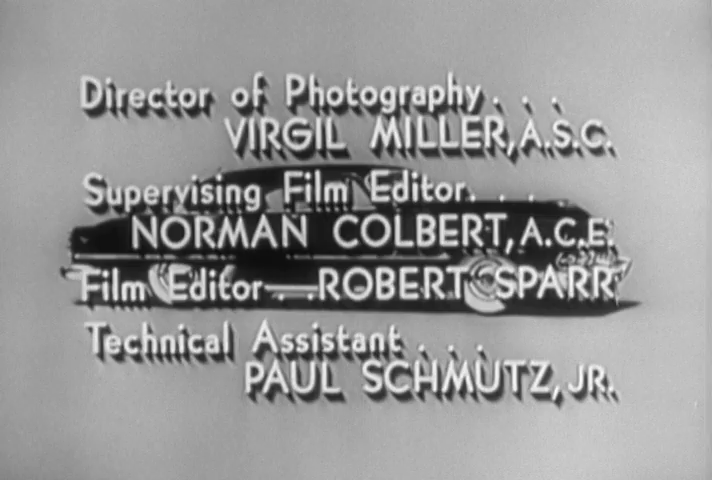 Director of Photography . . .
VIRGIL MILLER, A.S.C.
Supervising Film Editor. . . .
NORMAN COLBERT, A.C.E.
Film Editor . . . ROBERT SPARR
Technical Assistant . . . .
PAUL SCHMUTZ, JR.